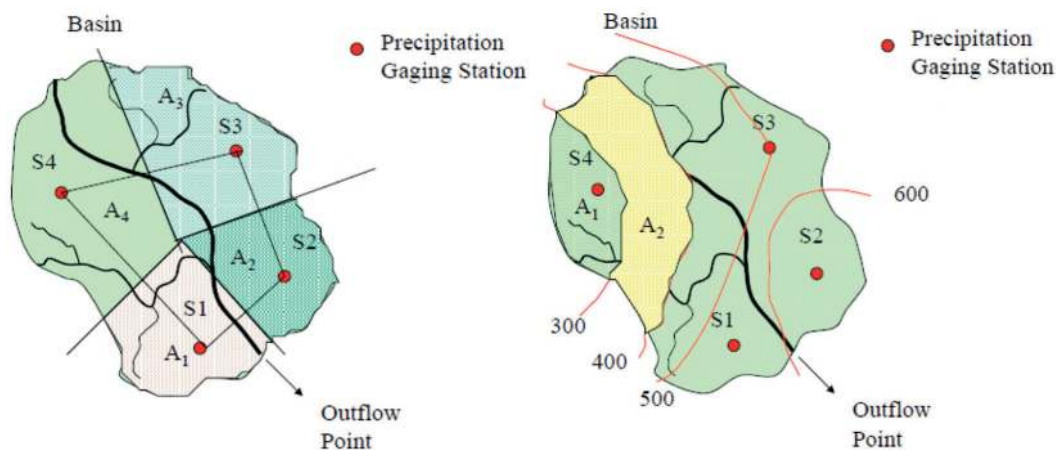 Basin
Precipitation
Gaging Station
A3
S3
S4
A4
A2
S2
S1
A1
Outflow
Point
Basin
Precipitation
Gaging Station
S3
S4
600
A1
A2
S2
S1
300
400
500
Outflow
Point